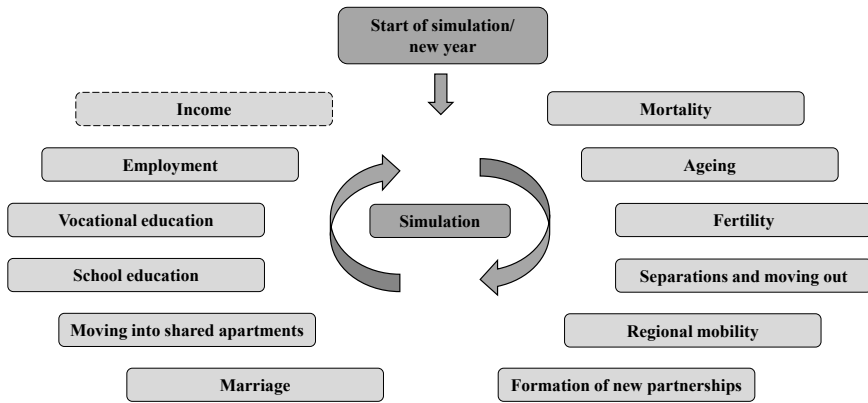 Start of simulation/
new year
Income
Mortality
Employment
Ageing
Vocational education
Simulation
Fertility
School education
Separations and moving out
Moving into shared apartments
Regional mobility
Marriage
Formation of new partnerships